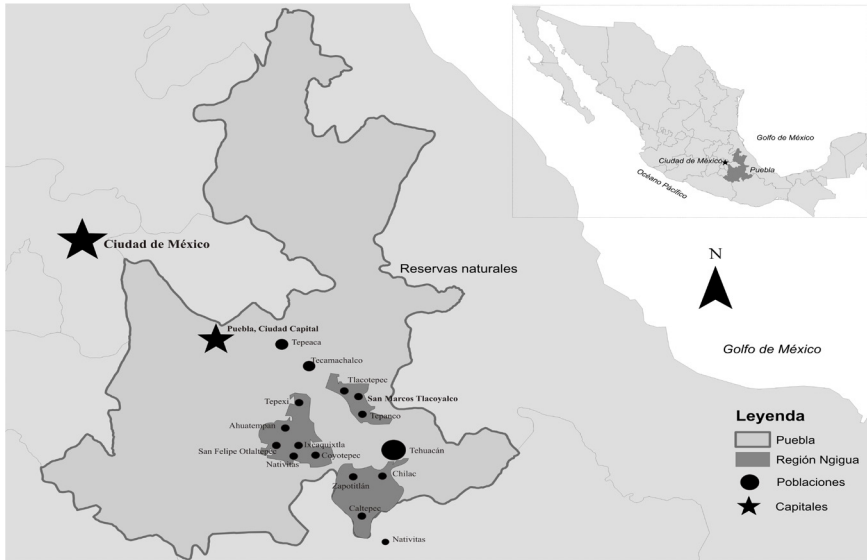 Golfo de México
Ciudad de México
Puebla
Océano Pácífico
Ciudad de México
Reservas naturales
N
Puebla, Ciudad Capital
Tepeaca
Tecamachalco
Golfo de México
Tlacotepec
San Marcos Tlacoyalco
Tepexi
Tepanco
Ahuatempan
San Felipe Otlaltepec
Ixcaquixtla
Nativitas
Coyotepec
Tehuacán
Chilac
Zapotitlán
Caltepec
Nativitas
Leyenda
Puebla
Región Ngigua
Poblaciones
Capitales